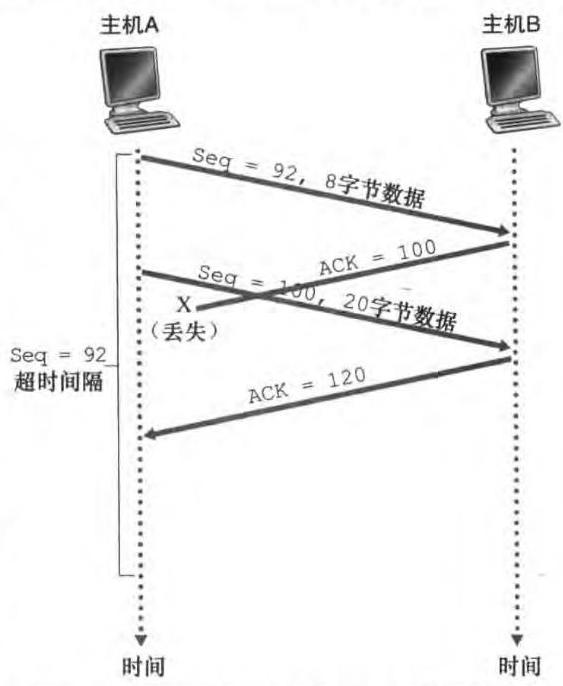 主机A
主机B
Seq = 92, 8字节数据
ACK = 100
Seq = 100, 20字节数据
X
（丢失）
Seq = 92
超时间隔
ACK = 120
时间
时间